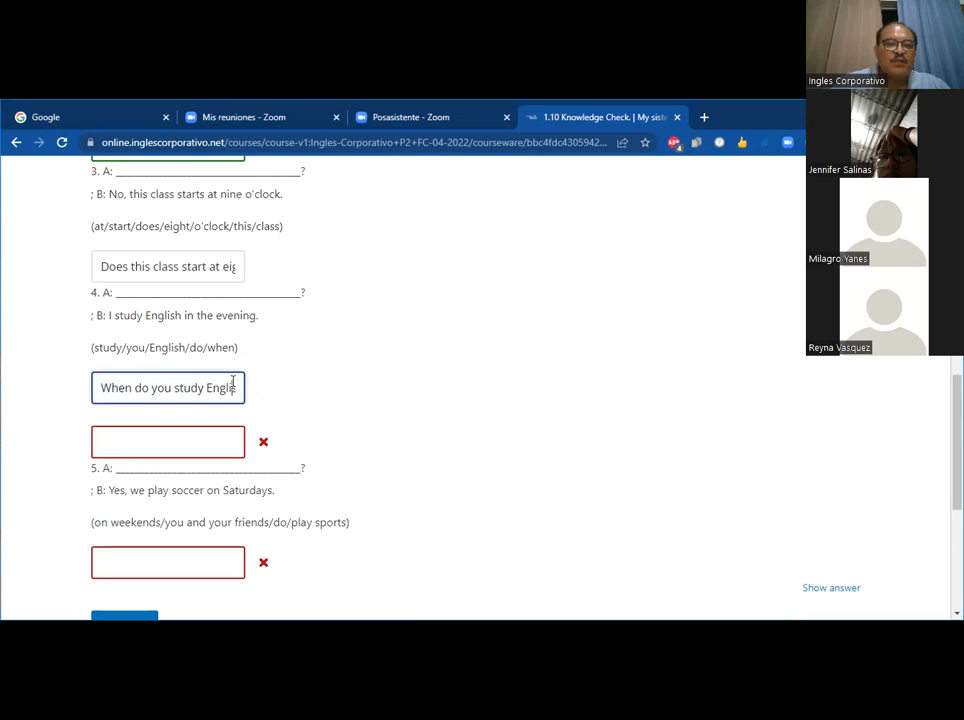 Google
Mis reuniones - Zoom
Posasistente - Zoom
1.10 Knowledge Check. | My siste
online.inglescorporativo.net/courses/course-v1:Ingles-Corporativo+P2+FC-04-2022/courseware/bbc4fdc4305942...
3. A: ______________________________?
; B: No, this class starts at nine o'clock.
(at/start/does/eight/o'clock/this/class)
Does this class start at eig
4. A: ______________________________?
; B: I study English in the evening.
(study/you/English/do/when)
When do you study Englis
5. A: ______________________________?
; B: Yes, we play soccer on Saturdays.
(on weekends/you and your friends/do/play sports)
Show answer
Ingles Corporativo
Jennifer Salinas
Milagro Yanes
Reyna Vasquez